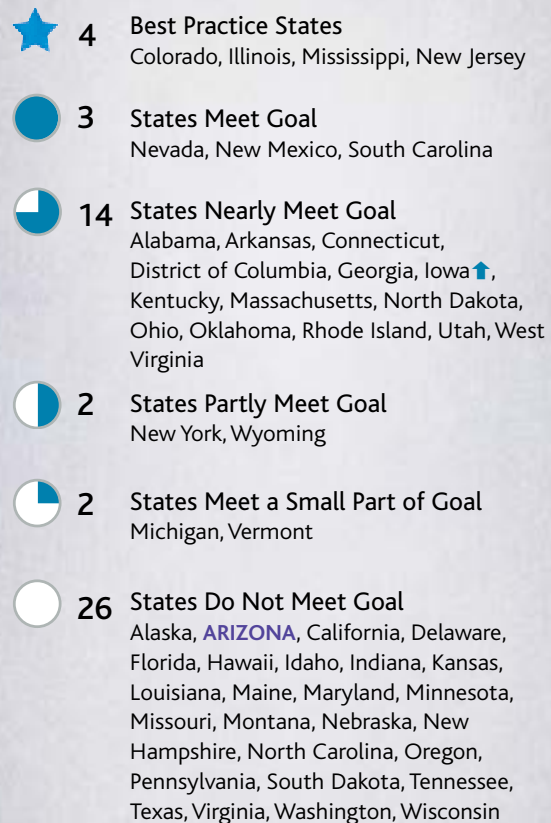 4 Best Practice States
Colorado, Illinois, Mississippi, New Jersey
3 States Meet Goal
Nevada, New Mexico, South Carolina
14 States Nearly Meet Goal
Alabama, Arkansas, Connecticut,
District of Columbia, Georgia, Iowa⬆,
Kentucky, Massachusetts, North Dakota,
Ohio, Oklahoma, Rhode Island, Utah, West
Virginia
2 States Partly Meet Goal
New York, Wyoming
2 States Meet a Small Part of Goal
Michigan, Vermont
26 States Do Not Meet Goal
Alaska, ARIZONA, California, Delaware,
Florida, Hawaii, Idaho, Indiana, Kansas,
Louisiana, Maine, Maryland, Minnesota,
Missouri, Montana, Nebraska, New
Hampshire, North Carolina, Oregon,
Pennsylvania, South Dakota, Tennessee,
Texas, Virginia, Washington, Wisconsin